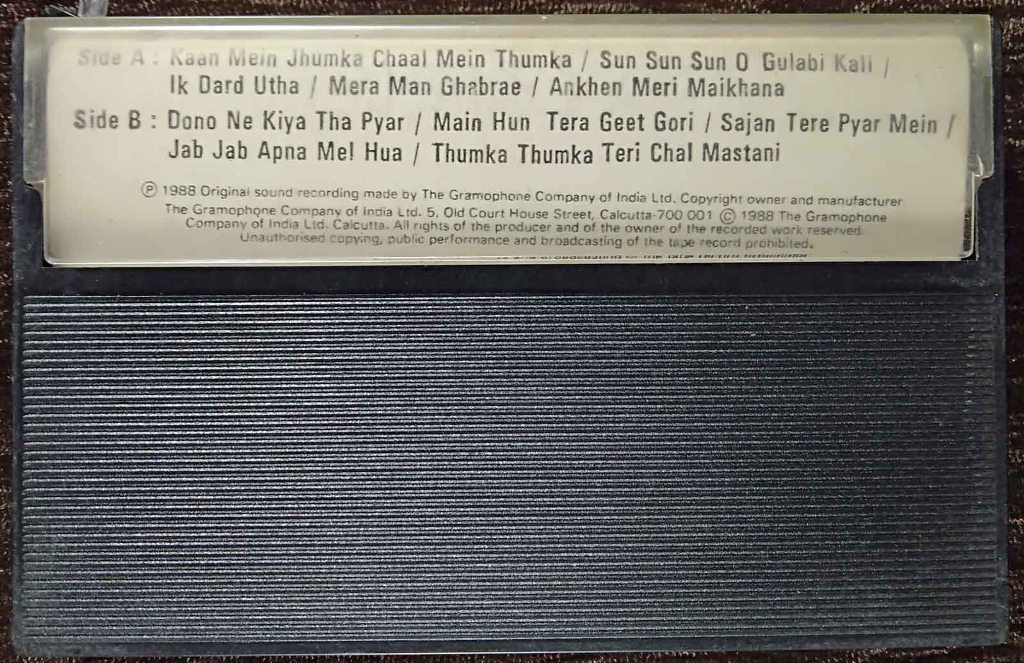 Side A : Kaan Mein Jhumka Chaal Mein Thumka / Sun Sun Sun O Gulabi Kali /
Ik Dard Utha / Mera Man Ghabrae / Ankhen Meri Maikhana
Side B : Dono Ne Kiya Tha Pyar / Main Hun Tera Geet Gori / Sajan Tere Pyar Mein /
Jab Jab Apna Mel Hua / Thumka Thumka Teri Chal Mastani
Ⓟ 1988 Original sound recording made by The Gramophone Company of India Ltd. Copyright owner and manufacturer
The Gramophone Company of India Ltd. 5, Old Court House Street, Calcutta-700 001 © 1988 The Gramophone
Company of India Ltd. Calcutta. All rights of the producer and of the owner of the recorded work reserved.
Unauthorised copying, public performance and broadcasting of the tape record prohibited.